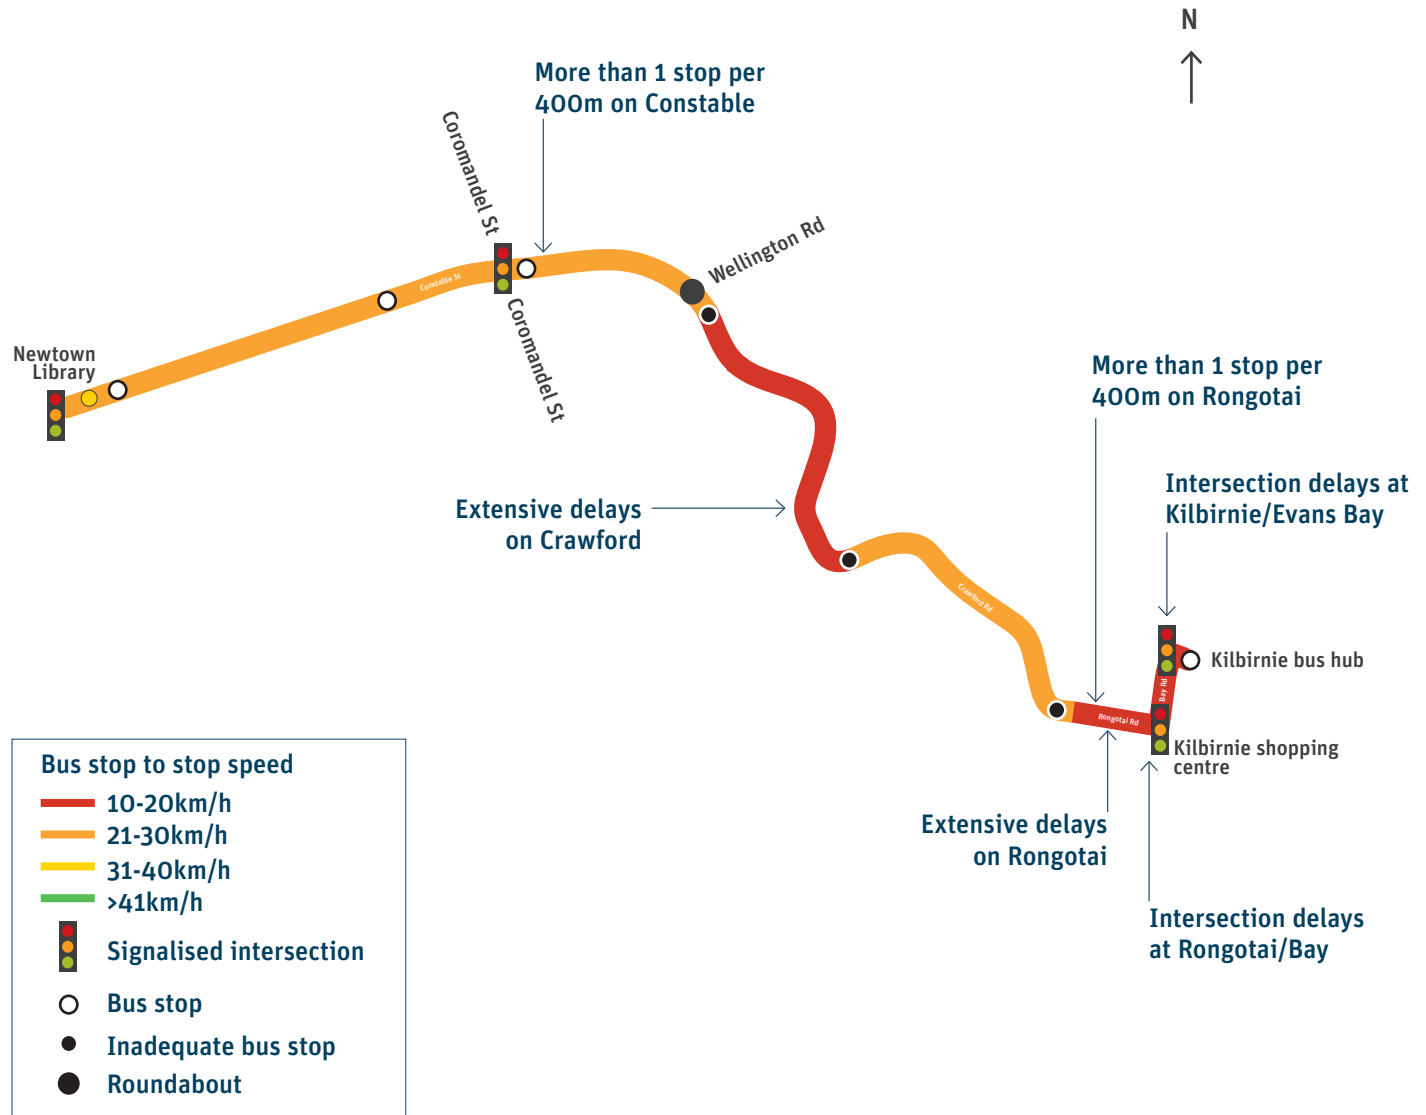 N
More than 1 stop per
400m on Constable
Coromandel St
Wellington Rd
Constable St
Coromandel St
Newtown
Library
More than 1 stop per
400m on Rongotai
Intersection delays at
Kilbirnie/Evans Bay
Extensive delays
on Crawford
Crawford Rd
Kilbirnie bus hub
Bay Rd
Rongotai Rd
Kilbirnie shopping
centre
Extensive delays
on Rongotai
Intersection delays
at Rongotai/Bay
Bus stop to stop speed
10-20km/h
21-30km/h
31-40km/h
>41km/h
Signalised intersection
Bus stop
Inadequate bus stop
Roundabout